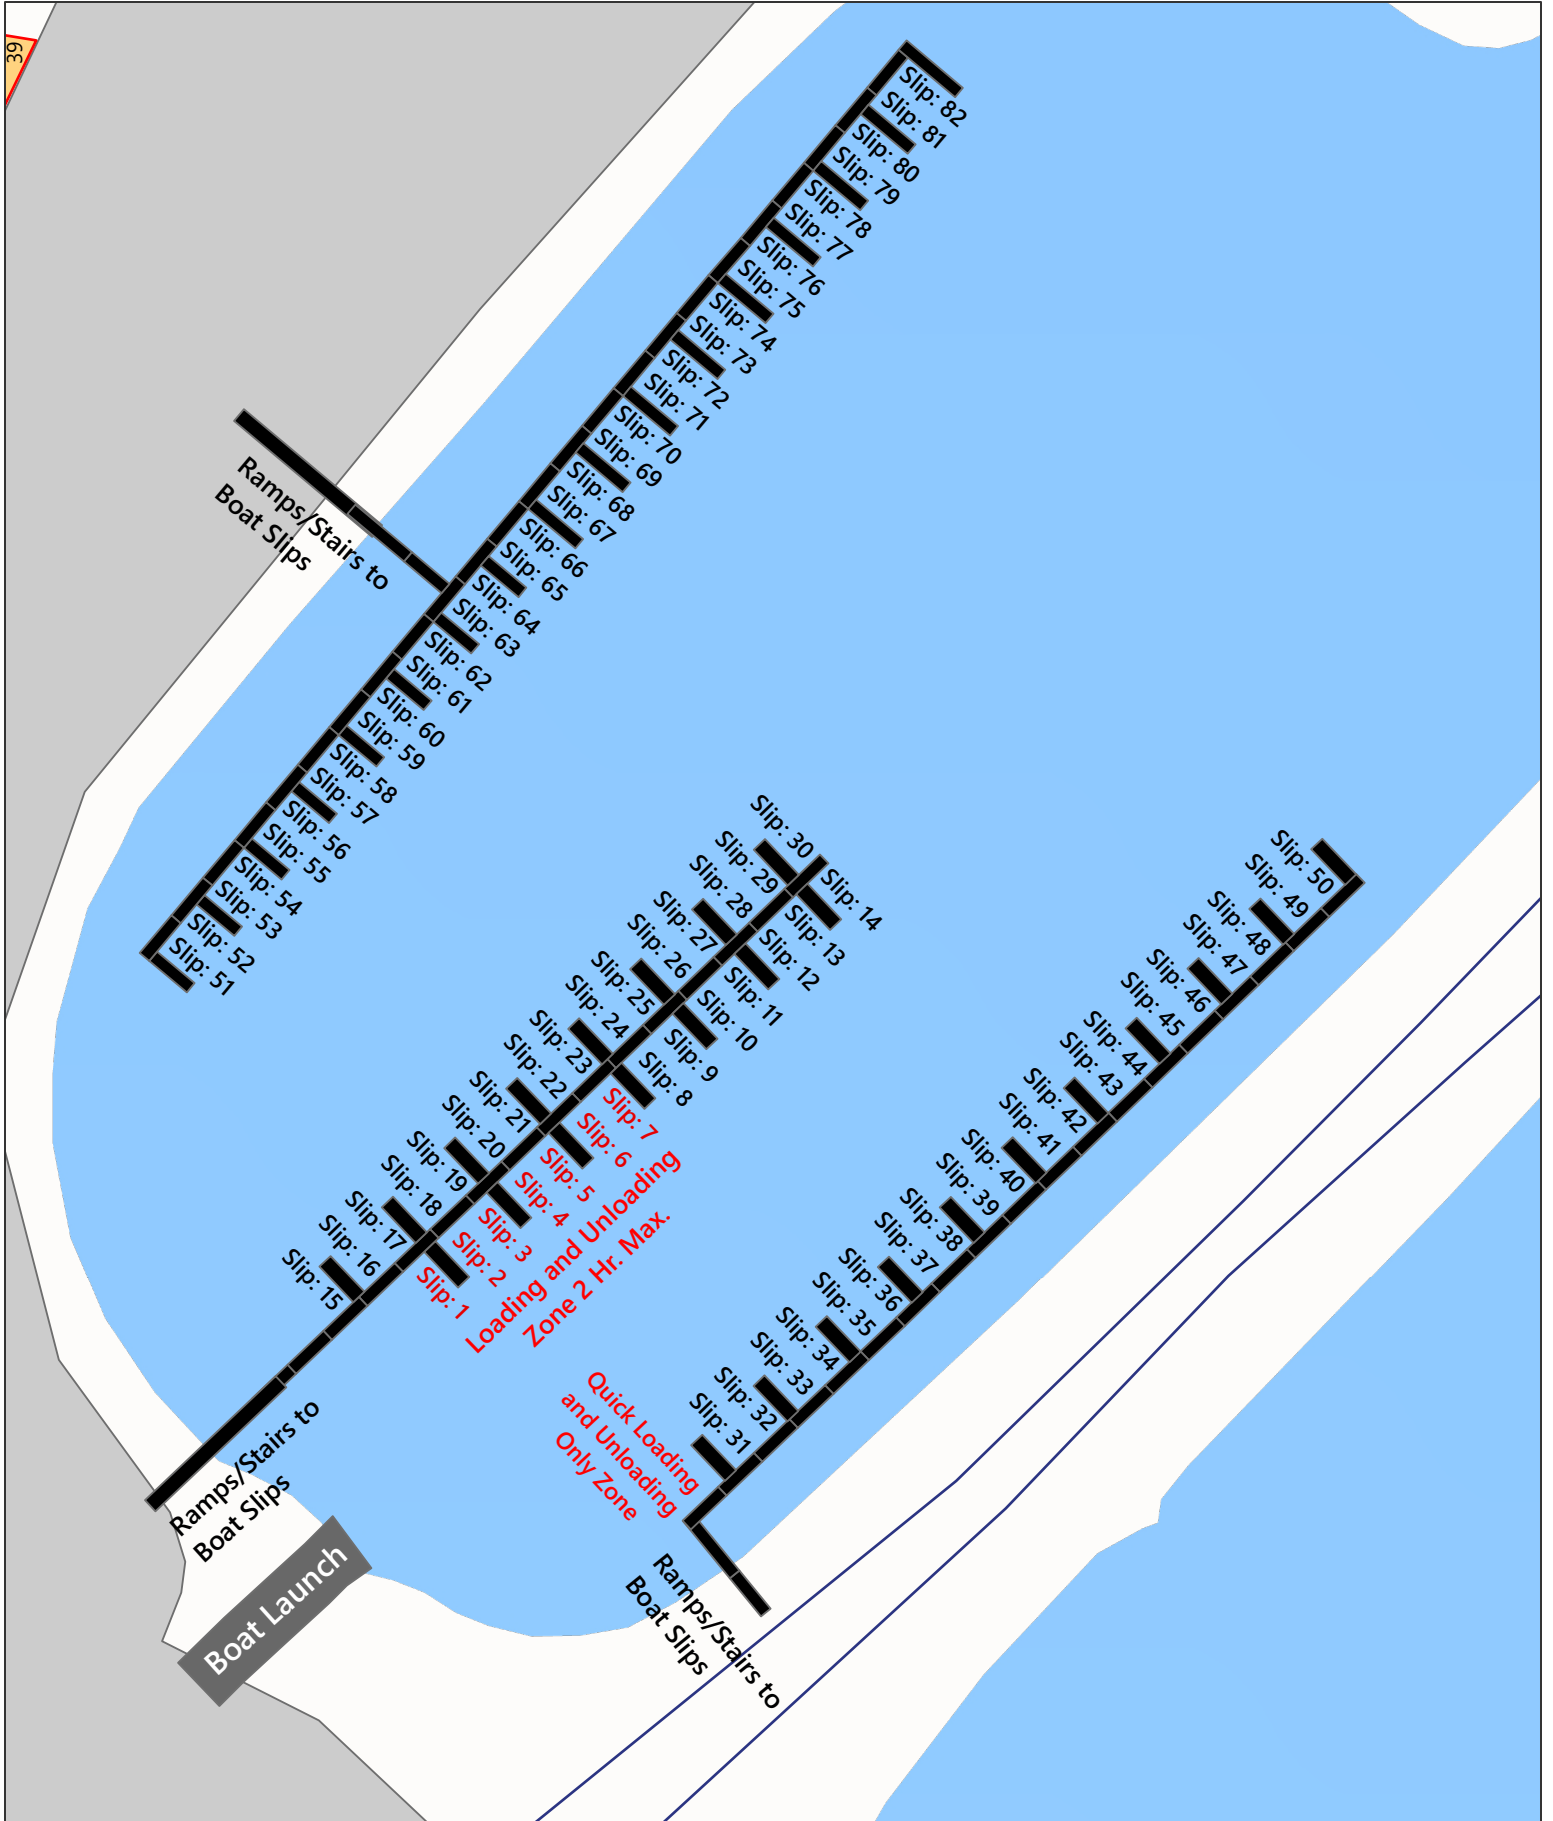 39
Slip: 82
Slip: 81
Slip: 80
Slip: 79
Slip: 78
Slip: 77
Slip: 76
Slip: 75
Slip: 74
Slip: 73
Slip: 72
Slip: 71
Slip: 70
Slip: 69
Slip: 68
Slip: 67
Slip: 66
Slip: 65
Slip: 64
Slip: 63
Slip: 62
Slip: 61
Slip: 60
Slip: 59
Slip: 58
Slip: 57
Slip: 56
Slip: 55
Slip: 54
Slip: 53
Slip: 52
Slip: 51
Ramps/Stairs to
Boat Slips
Slip: 30
Slip: 29
Slip: 28
Slip: 27
Slip: 26
Slip: 25
Slip: 24
Slip: 23
Slip: 22
Slip: 21
Slip: 20
Slip: 19
Slip: 18
Slip: 17
Slip: 16
Slip: 15
Slip: 14
Slip: 13
Slip: 12
Slip: 11
Slip: 10
Slip: 9
Slip: 8
Slip: 7
Slip: 6
Slip: 5
Slip: 4
Slip: 3
Slip: 2
Slip: 1
Loading and Unloading
Zone 2 Hr. Max.
Ramps/Stairs to
Boat Slips
Boat Launch
Slip: 50
Slip: 49
Slip: 48
Slip: 47
Slip: 46
Slip: 45
Slip: 44
Slip: 43
Slip: 42
Slip: 41
Slip: 40
Slip: 39
Slip: 38
Slip: 37
Slip: 36
Slip: 35
Slip: 34
Slip: 33
Slip: 32
Slip: 31
Quick Loading
and Unloading
Only Zone
Ramps/Stairs to
Boat Slips